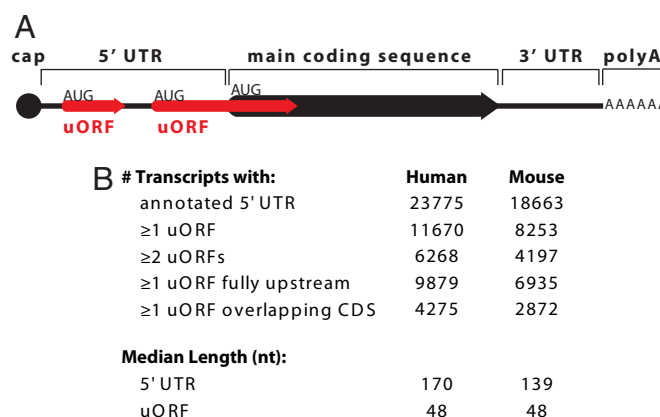 A
cap 5' UTR main coding sequence 3' UTR polyA
AUG AUG AUG
AAAAAA
uORF uORF
B # Transcripts with: Human Mouse
annotated 5' UTR 23775 18663
≥1 uORF 11670 8253
≥2 uORFs 6268 4197
≥1 uORF fully upstream 9879 6935
≥1 uORF overlapping CDS 4275 2872
Median Length (nt):
5' UTR 170 139
uORF 48 48